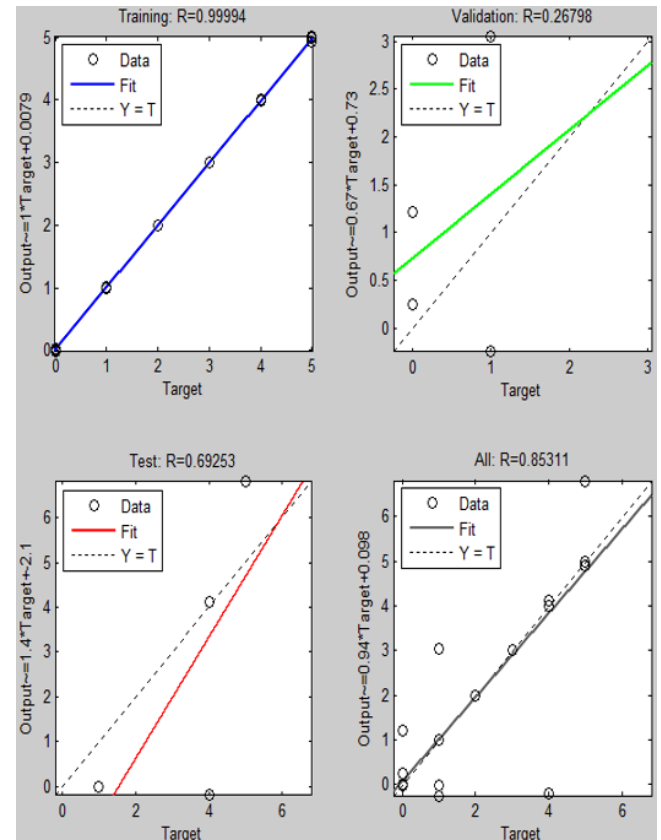 Training: R=0.99994
Output~=1*Target+0.0079
5
4
3
2
1
0
Data
Fit
Y = T
0 1 2 3 4 5
Target
Validation: R=0.26798
Output~=0.67*Target+0.73
3
2.5
2
1.5
1
0.5
0
Data
Fit
Y = T
0 1 2 3
Target
Test: R=0.69253
Output~=1.4*Target+-2.1
6
5
4
3
2
1
0
Data
Fit
Y = T
0 2 4 6
Target
All: R=0.85311
Output~=0.94*Target+0.098
6
5
4
3
2
1
0
Data
Fit
Y = T
0 2 4 6
Target